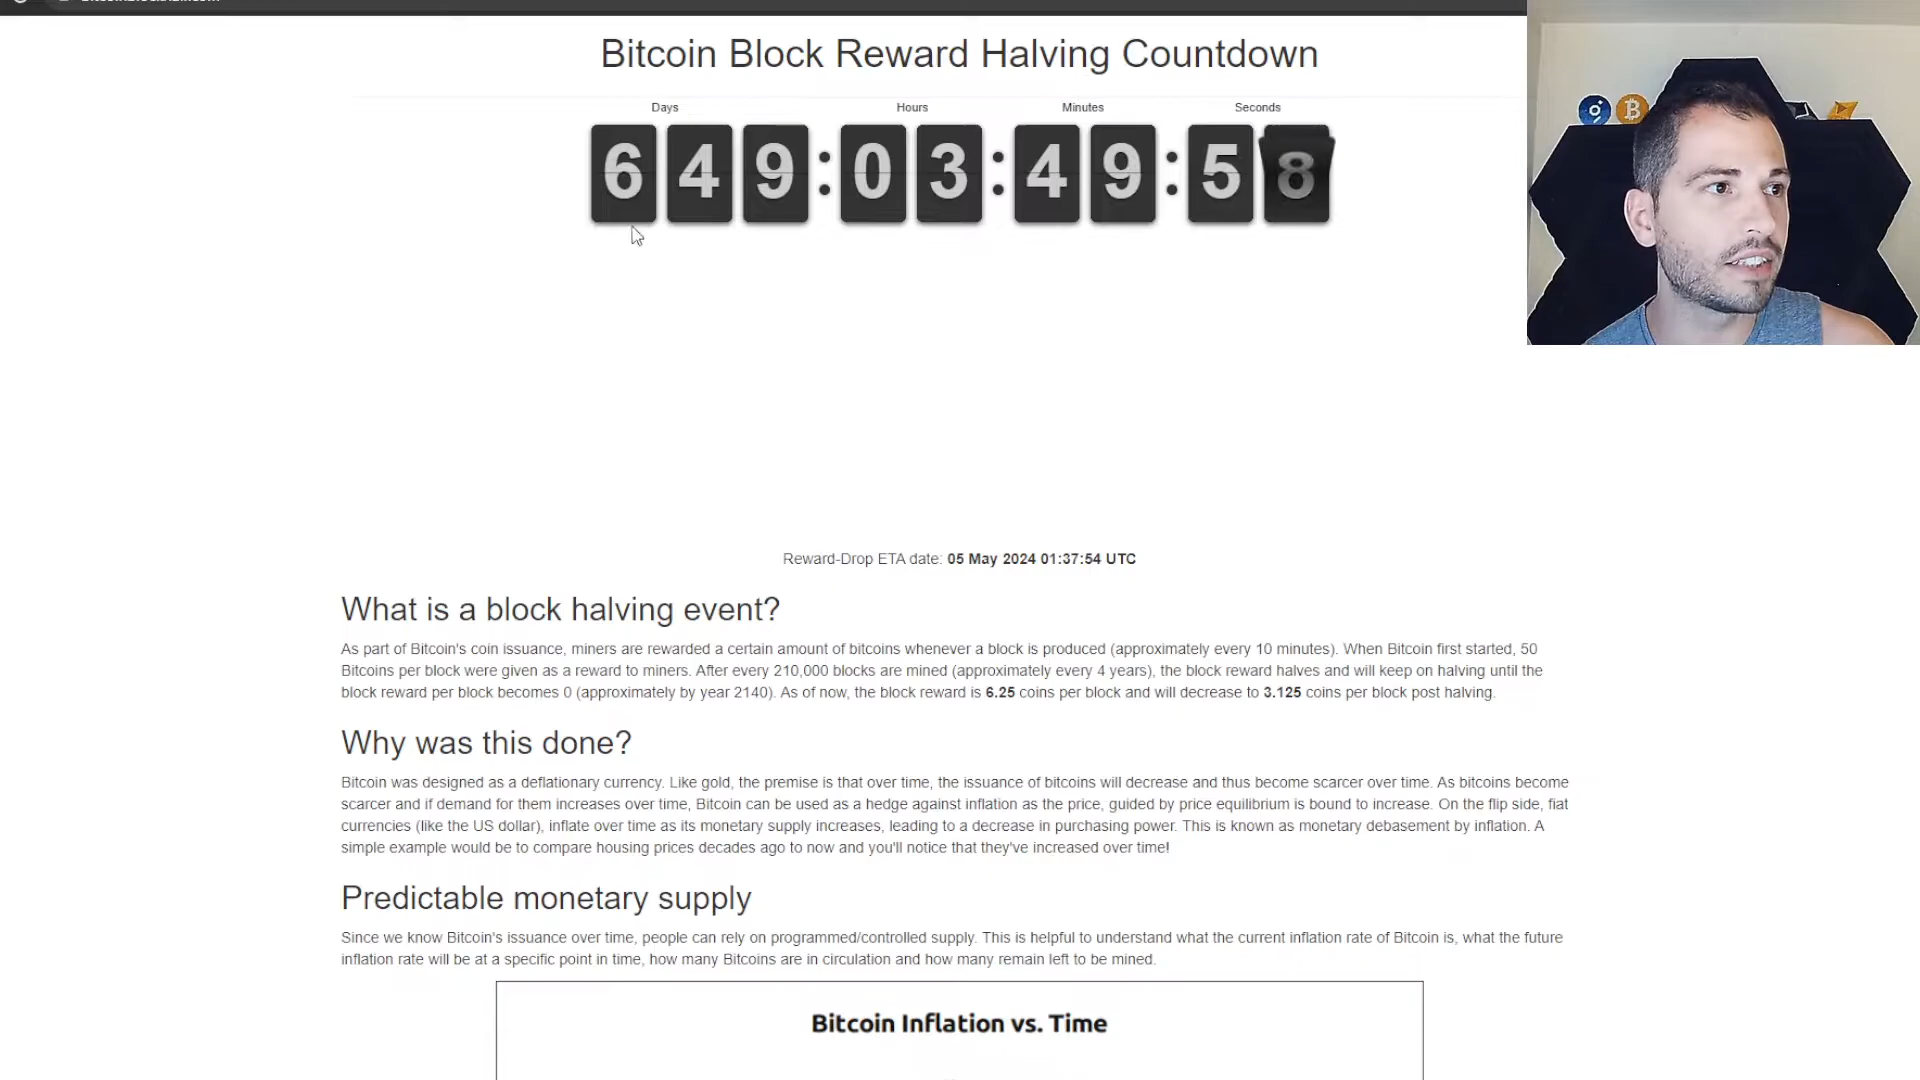 Bitcoin Block Reward Halving Countdown
Days Hours Minutes Seconds
649:03:49:58
Reward-Drop ETA date: 05 May 2024 01:37:54 UTC
What is a block halving event?
As part of Bitcoin's coin issuance, miners are rewarded a certain amount of bitcoins whenever a block is produced (approximately every 10 minutes). When Bitcoin first started, 50
Bitcoins per block were given as a reward to miners. After every 210,000 blocks are mined (approximately every 4 years), the block reward halves and will keep on halving until the
block reward per block becomes 0 (approximately by year 2140). As of now, the block reward is 6.25 coins per block and will decrease to 3.125 coins per block post halving.
Why was this done?
Bitcoin was designed as a deflationary currency. Like gold, the premise is that over time, the issuance of bitcoins will decrease and thus become scarcer over time. As bitcoins become
scarcer and if demand for them increases over time, Bitcoin can be used as a hedge against inflation as the price, guided by price equilibrium is bound to increase. On the flip side, fiat
currencies (like the US dollar), inflate over time as its monetary supply increases, leading to a decrease in purchasing power. This is known as monetary debasement by inflation. A
simple example would be to compare housing prices decades ago to now and you'll notice that they've increased over time!
Predictable monetary supply
Since we know Bitcoin's issuance over time, people can rely on programmed/controlled supply. This is helpful to understand what the current inflation rate of Bitcoin is, what the future
inflation rate will be at a specific point in time, how many Bitcoins are in circulation and how many remain left to be mined.
Bitcoin Inflation vs. Time